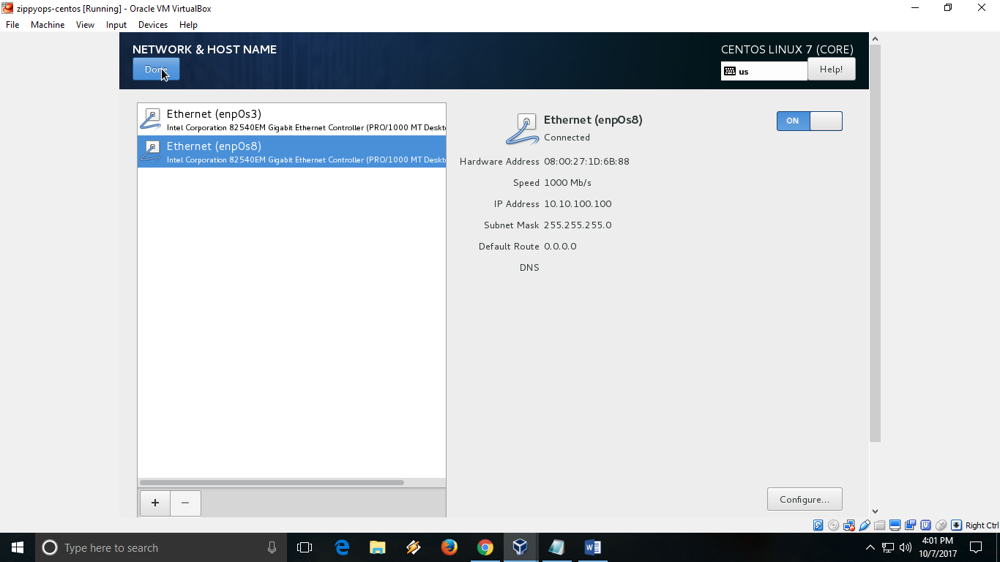 zippyops-centos [Running] - Oracle VM VirtualBox
File Machine View Input Devices Help
NETWORK & HOST NAME
CENTOS LINUX 7 (CORE)
Done
us
Help!
Ethernet (enp0s3)
Intel Corporation 82540EM Gigabit Ethernet Controller (PRO/1000 MT Deskt
Ethernet (enp0s8)
Intel Corporation 82540EM Gigabit Ethernet Controller (PRO/1000 MT Deskt
Ethernet (enp0s8)
Connected
ON
Hardware Address 08:00:27:1D:6B:88
Speed 1000 Mb/s
IP Address 10.10.100.100
Subnet Mask 255.255.255.0
Default Route 0.0.0.0
DNS
+ −
Configure...
Right Ctrl
Type here to search
4:01 PM
10/7/2017